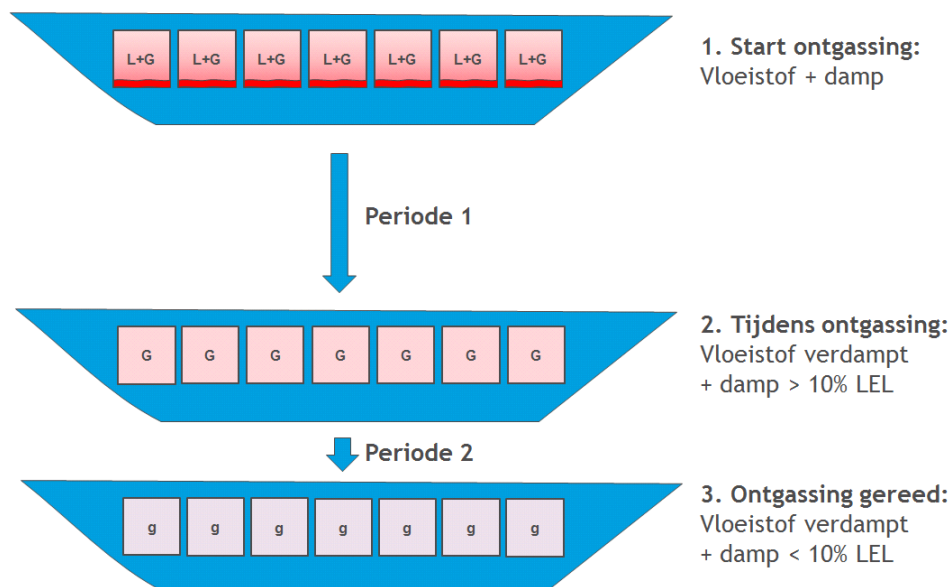 L+G L+G L+G L+G L+G L+G L+G
1. Start ontgassing:
Vloeistof + damp
Periode 1
G G G G G G G
2. Tijdens ontgassing:
Vloeistof verdampt
+ damp > 10% LEL
Periode 2
g g g g g g g
3. Ontgassing gereed:
Vloeistof verdampt
+ damp < 10% LEL